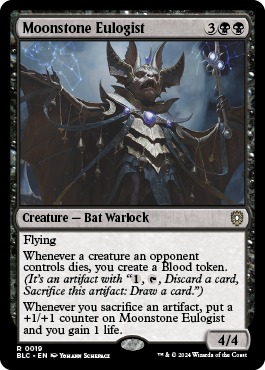 Moonstone Eulogist 3
Creature — Bat Warlock
Flying
Whenever a creature an opponent
controls dies, you create a Blood token.
(It's an artifact with "1, , Discard a card,
Sacrifice this artifact: Draw a card.")
Whenever you sacrifice an artifact, put a
+1/+1 counter on Moonstone Eulogist
and you gain 1 life.
4/4
R 0019
BLC • EN Yohann Schepacz
™ & © 2024 Wizards of the Coast